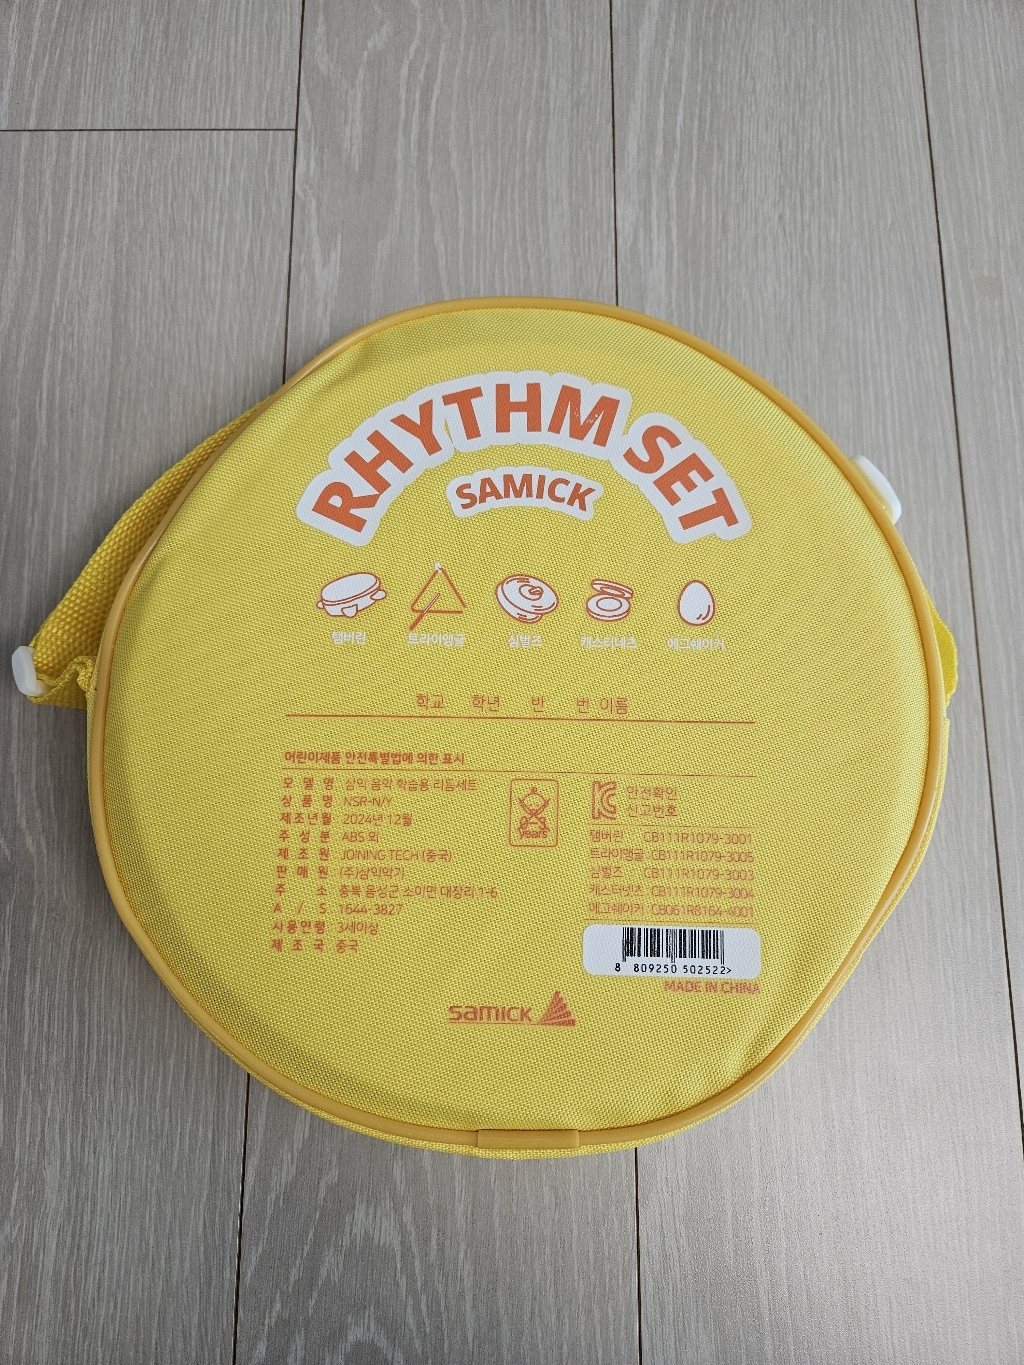 RHYTHM SET
SAMICK
탬버린 트라이앵글 심벌즈 캐스터네츠 에그쉐이커
학교 학년 반 번 이름
어린이제품 안전특별법에 의한 표시
모 델 명 삼익 음악 학습용 리듬세트
상 품 명 NSR-N/Y
제조년월 2024년 12월
주 성 분 ABS 외
제 조 원 JOINING TECH (중국)
판 매 원 (주)삼익악기
주 소 충북 음성군 소이면 대장리 1-6
A / S 1644-3827
사용연령 3세이상
제 조 국 중국
years
안전확인
신고번호
탬버린 : CB111R1079-3001
트라이앵글 : CB111R1079-3005
심벌즈 : CB111R1079-3003
캐스터넷츠 : CB111R1079-3004
에그쉐이커 : CB061R8164-4001
8 809250 502522>
MADE IN CHINA
samick